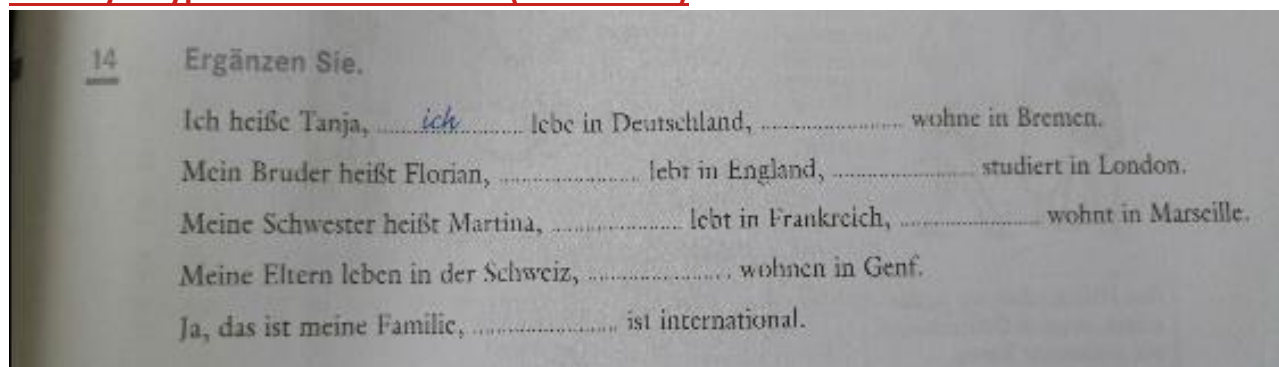 14 Ergänzen Sie.
Ich heiße Tanja, ich lebe in Deutschland, .................... wohne in Bremen.
Mein Bruder heißt Florian, .................... lebt in England, .................... studiert in London.
Meine Schwester heißt Martina, .................... lebt in Frankreich, .................... wohnt in Marseille.
Meine Eltern leben in der Schweiz, .................... wohnen in Genf.
Ja, das ist meine Familie, .................... ist international.